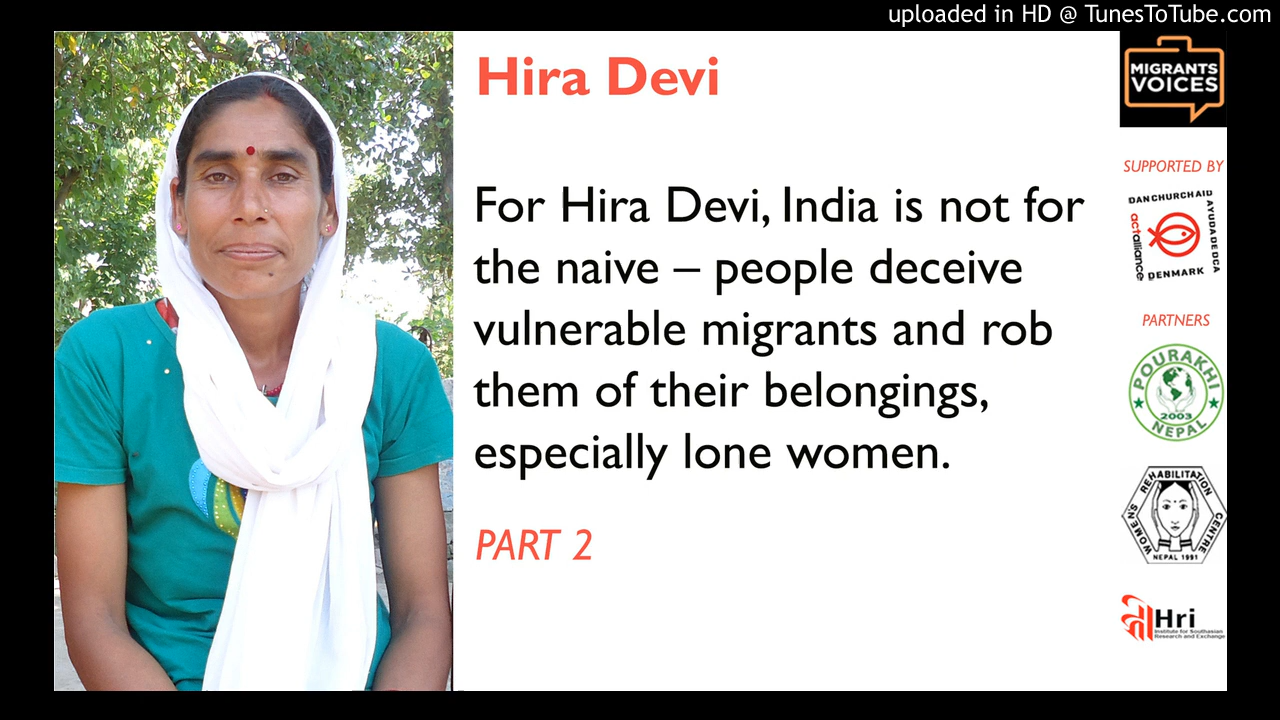 uploaded in HD @ TunesToTube.com
Hira Devi
For Hira Devi, India is not for
the naive – people deceive
vulnerable migrants and rob
them of their belongings,
especially lone women.
PART 2
MIGRANTS
VOICES
SUPPORTED BY
DANCHURCHAID
AYUDA DE DCA
DENMARK
actalliance
PARTNERS
POURAKHI
2003
NEPAL
WOMEN'S REHABILITATION CENTRE
NEPAL 1991
Hri
Institute for Southasian
Research and Exchange